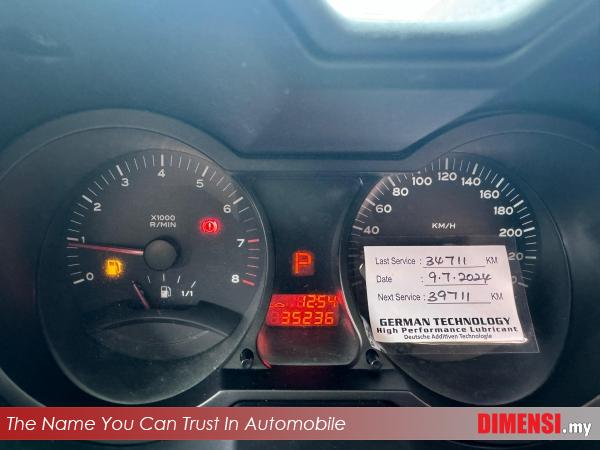 0 1 2 3 4 5 6 7 8
X1000
R/MIN
1/1
P
12:54
35236
40 80 100 120 140 160 180 200
KM/H
Last Service : 34711 KM
Date : 9.7.2024
Next Service : 39711 KM
GERMAN TECHNOLOGY
High Performance Lubricant
Deutsche Additiven Technologie
The Name You Can Trust In Automobile
DIMENSI.my